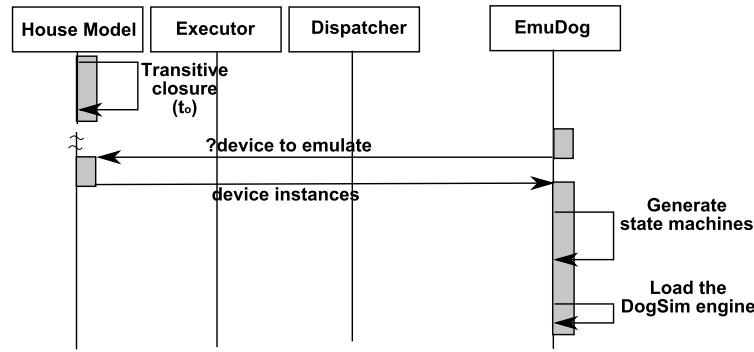 House Model
Executor
Dispatcher
EmuDog
Transitive
closure
(t₀)
?device to emulate
device instances
Generate
state machines
Load the
DogSim engine